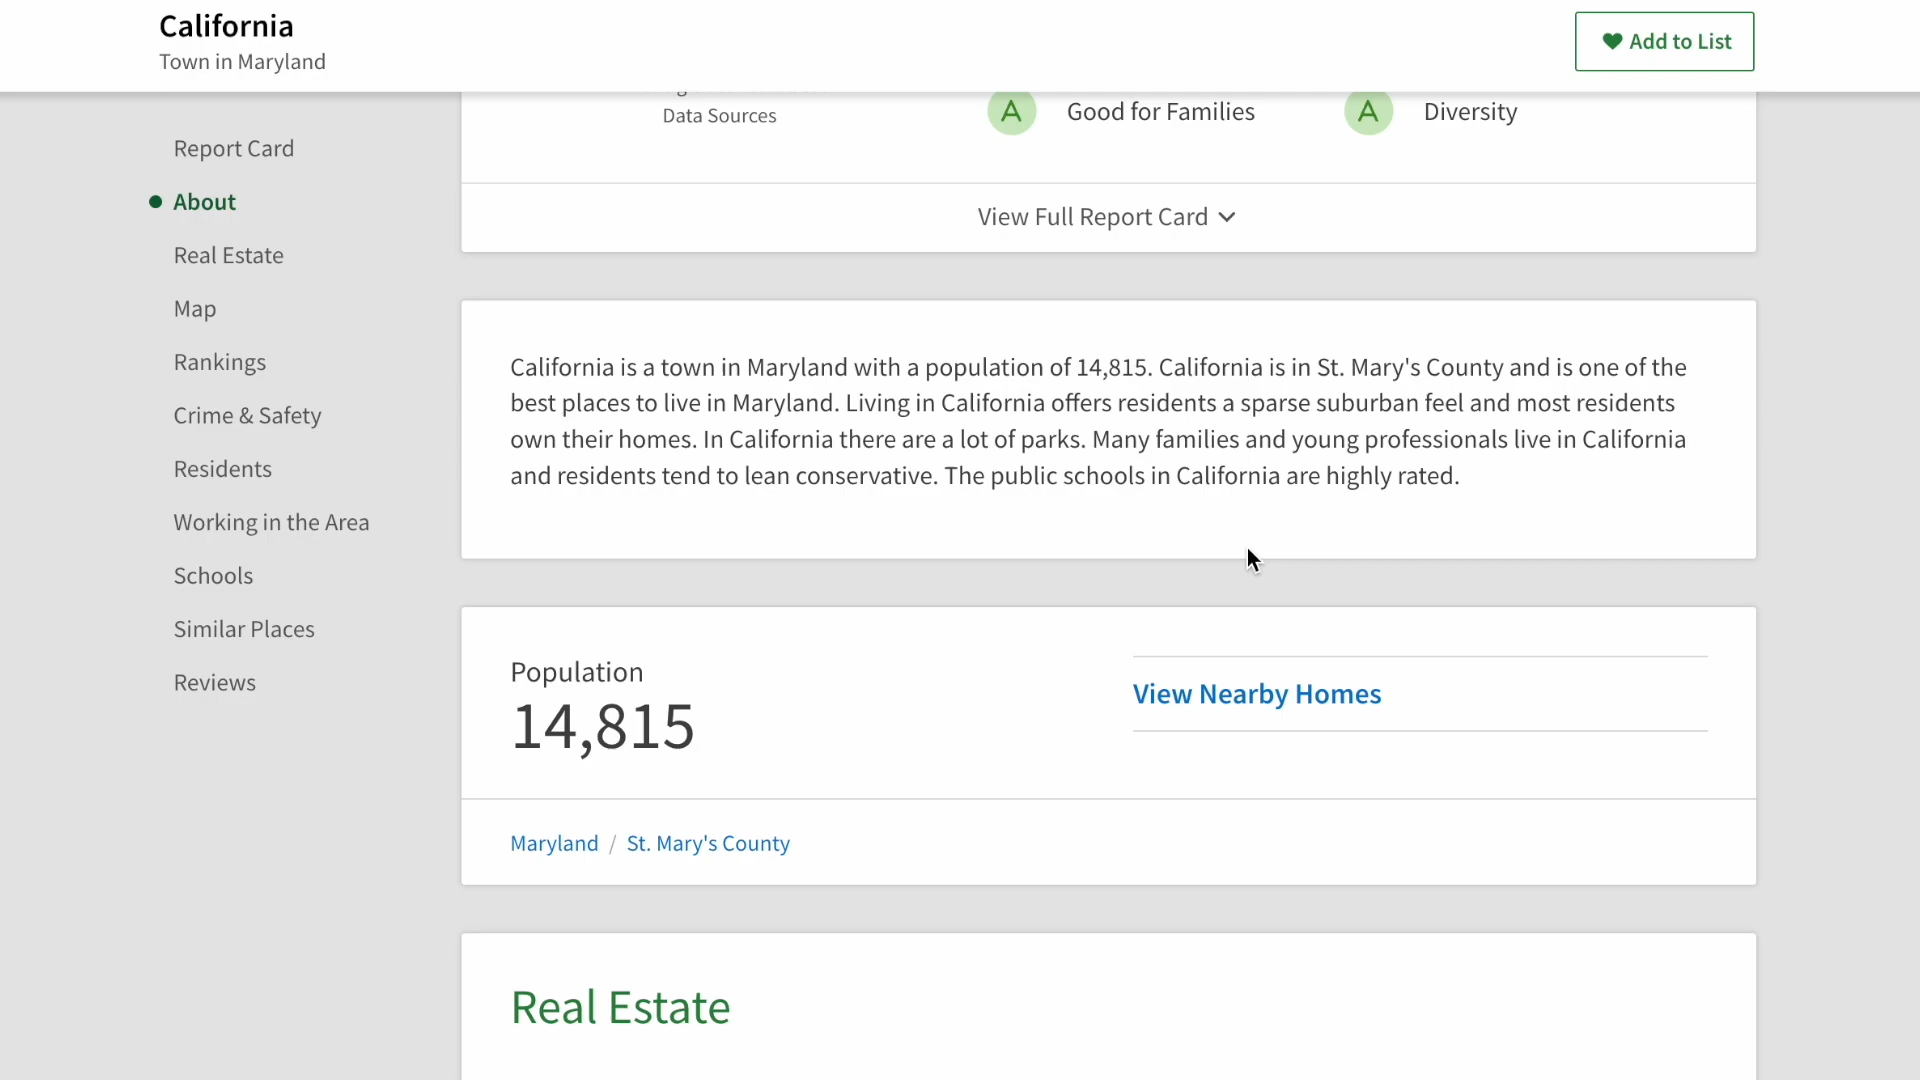 California
Town in Maryland
Add to List
Data Sources
A
Good for Families
A
Diversity
View Full Report Card
Report Card
About
Real Estate
Map
Rankings
Crime & Safety
Residents
Working in the Area
Schools
Similar Places
Reviews
California is a town in Maryland with a population of 14,815. California is in St. Mary's County and is one of the
best places to live in Maryland. Living in California offers residents a sparse suburban feel and most residents
own their homes. In California there are a lot of parks. Many families and young professionals live in California
and residents tend to lean conservative. The public schools in California are highly rated.
Population
14,815
View Nearby Homes
Maryland / St. Mary's County
Real Estate